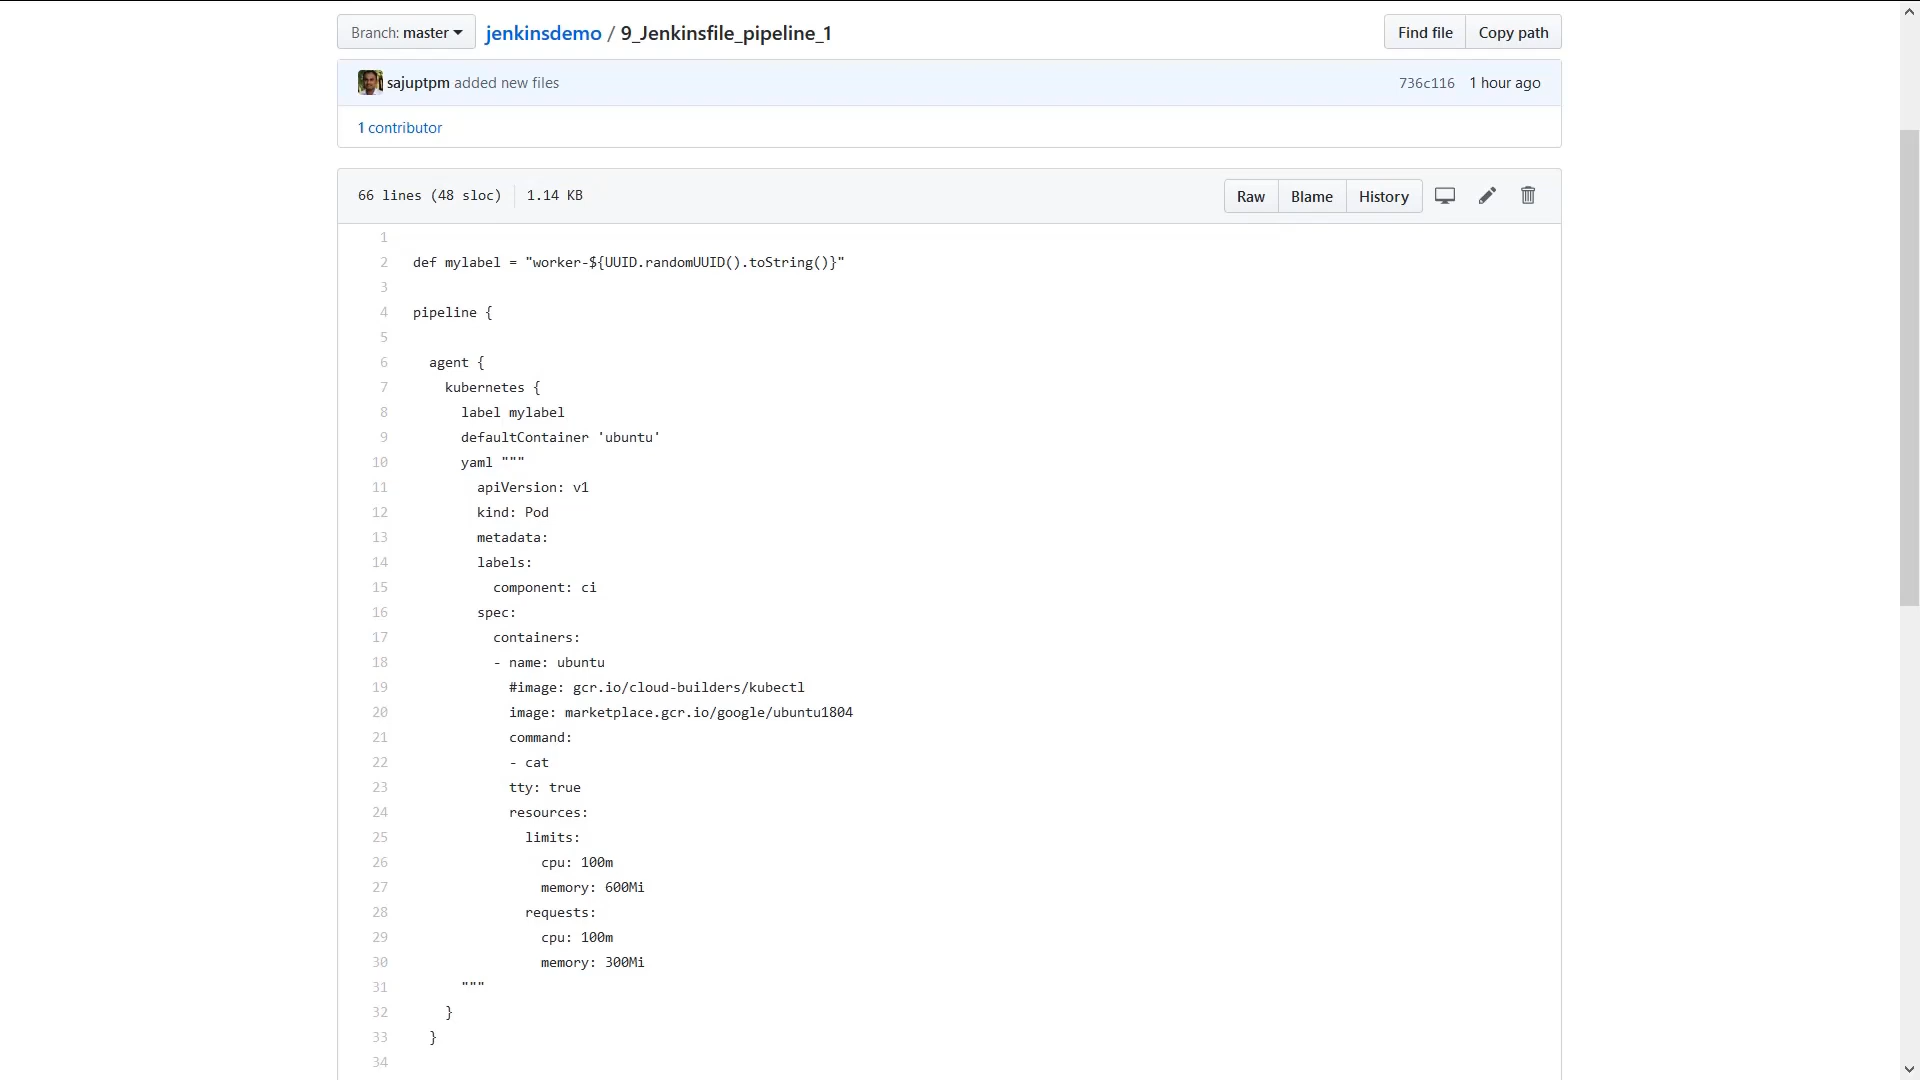 Branch: master
jenkinsdemo / 9_Jenkinsfile_pipeline_1
Find file
Copy path
sajuptpm added new files
736c116 1 hour ago
1 contributor
66 lines (48 sloc) 1.14 KB
Raw
Blame
History
1
2 def mylabel = "worker-${UUID.randomUUID().toString()}"
3
4 pipeline {
5
6   agent {
7     kubernetes {
8       label mylabel
9       defaultContainer 'ubuntu'
10       yaml """
11         apiVersion: v1
12         kind: Pod
13         metadata:
14         labels:
15           component: ci
16         spec:
17           containers:
18           - name: ubuntu
19             #image: gcr.io/cloud-builders/kubectl
20             image: marketplace.gcr.io/google/ubuntu1804
21             command:
22             - cat
23             tty: true
24             resources:
25               limits:
26                 cpu: 100m
27                 memory: 600Mi
28               requests:
29                 cpu: 100m
30                 memory: 300Mi
31       """
32     }
33   }
34